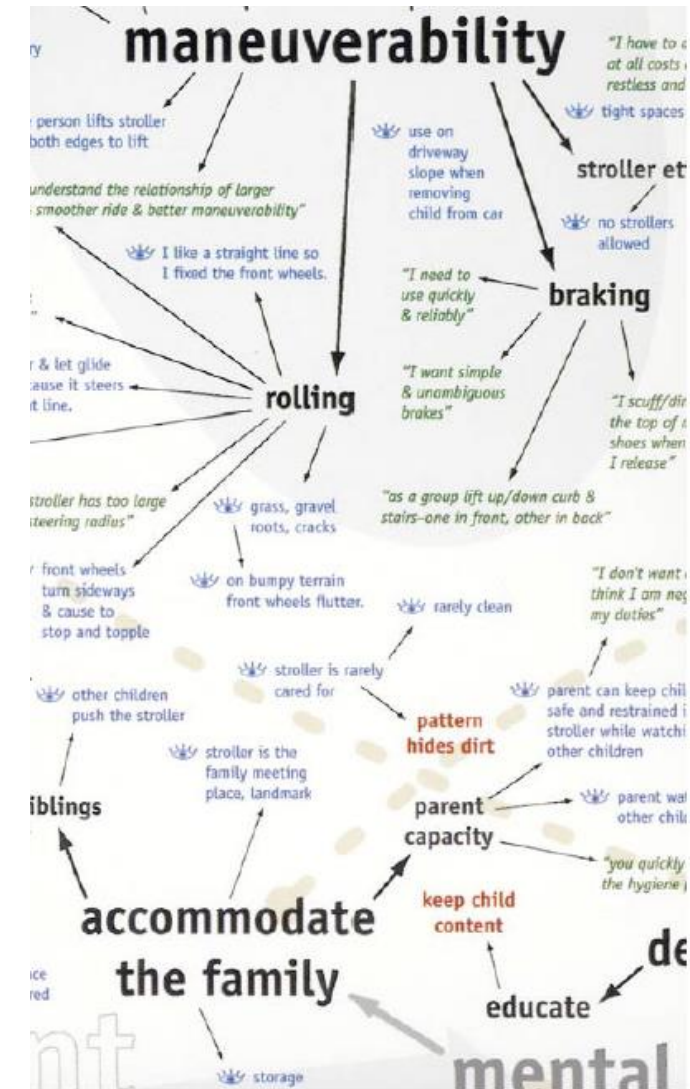 maneuverability
ry
"I have to
at all costs
restless and
person lifts stroller
both edges to lift
use on
driveway
slope when
removing
child from car
tight spaces
stroller et
understand the relationship of larger
smoother ride & better maneuverability"
no strollers
allowed
I like a straight line so
I fixed the front wheels.
"I need to
use quickly
& reliably"
braking
"
r & let glide
cause it steers
t line.
rolling
"I want simple
& unambiguous
brakes"
"I scuff/dir
the top of
shoes when
I release"
stroller has too large
steering radius"
grass, gravel
roots, cracks
"as a group lift up/down curb &
stairs–one in front, other in back"
front wheels
turn sideways
& cause to
stop and topple
on bumpy terrain
front wheels flutter.
rarely clean
"I don't want
think I am neg
my duties"
stroller is rarely
cared for
other children
push the stroller
pattern
hides dirt
parent can keep chil
safe and restrained i
stroller while watchi
other children
stroller is the
family meeting
place, landmark
iblings
parent
capacity
parent wat
other chil
"you quickly
the hygiene
accommodate
the family
keep child
content
de
ce
red
educate
nt
storage
mental